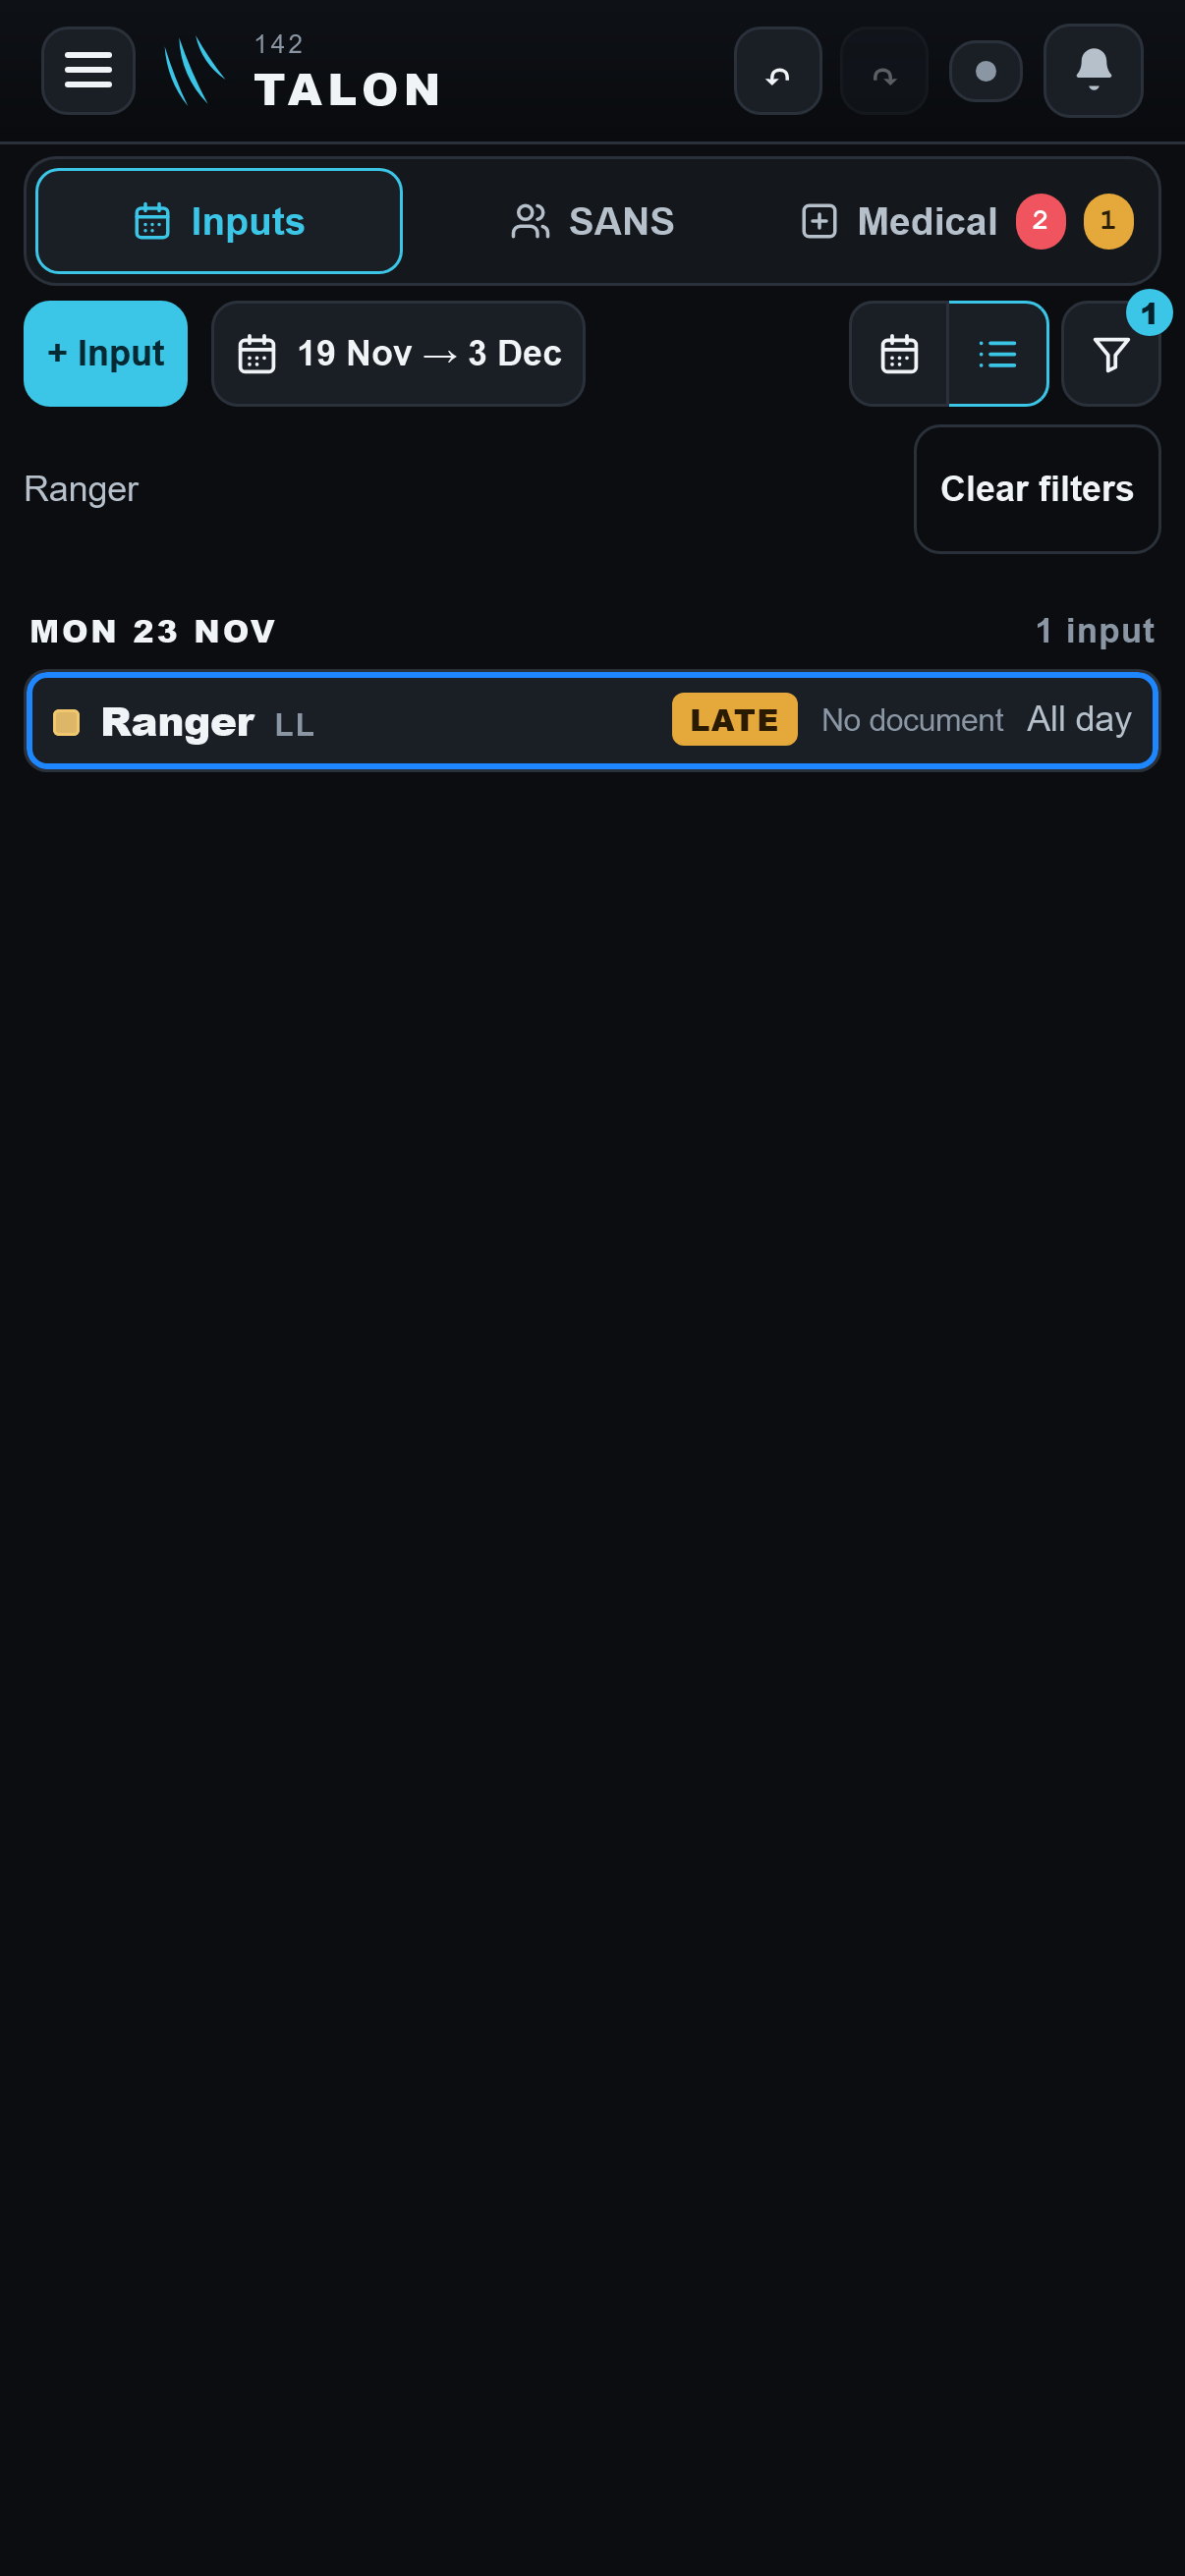 142
TALON
Inputs SANS Medical 2 1
+ Input 19 Nov → 3 Dec 1
Ranger Clear filters
MON 23 NOV 1 input
Ranger LL LATE No document All day